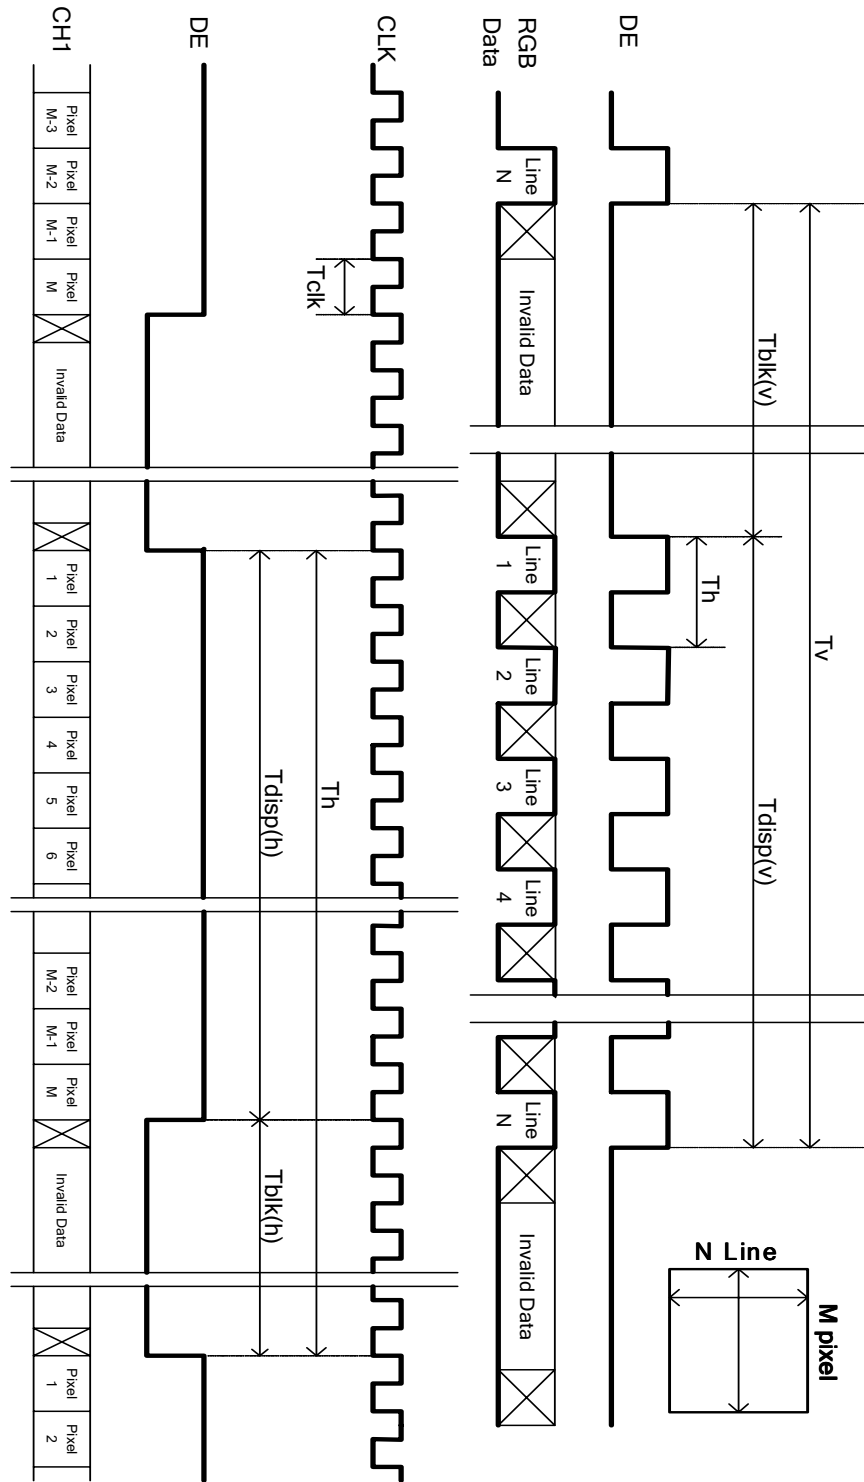 M pixel
N Line
Tv
Tblk(v)
Tdisp(v)
Th
DE
RGB
Data
Line
N
Invalid Data
Line
1
Line
2
Line
3
Line
4
Line
N
Invalid Data
CLK
Tclk
Th
Tdisp(h)
Tblk(h)
DE
CH1
Pixel
M-3
Pixel
M-2
Pixel
M-1
Pixel
M
Invalid Data
Pixel
1
Pixel
2
Pixel
3
Pixel
4
Pixel
5
Pixel
6
Pixel
M-2
Pixel
M-1
Pixel
M
Invalid Data
Pixel
1
Pixel
2